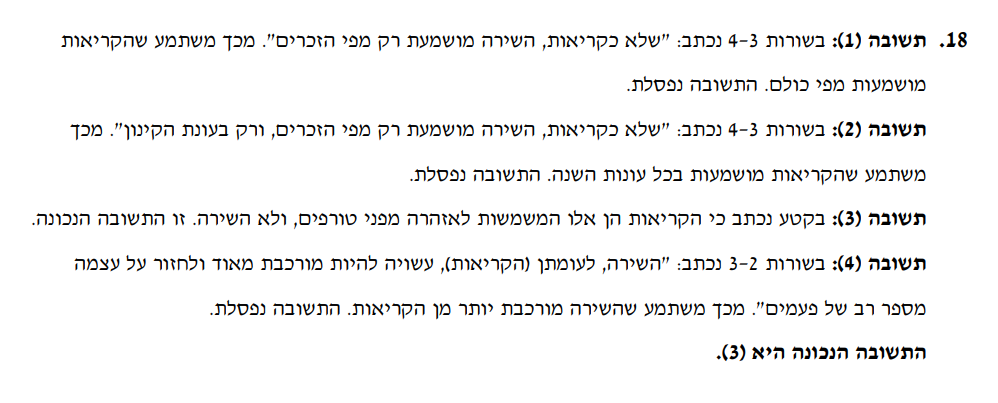 18. תשובה (1): בשורות 3-4 נכתב: "שלא כקריאות, השירה מושמעת רק מפי הזכרים". מכך משתמע שהקריאות
מושמעות מפי כולם. התשובה נפסלת.
תשובה (2): בשורות 3-4 נכתב: "שלא כקריאות, השירה מושמעת רק מפי הזכרים, ורק בעונת הקינון". מכך
משתמע שהקריאות מושמעות בכל עונות השנה. התשובה נפסלת.
תשובה (3): בקטע נכתב כי הקריאות הן אלו המשמשות לאזהרה מפני טורפים, ולא השירה. זו התשובה הנכונה.
תשובה (4): בשורות 2-3 נכתב: "השירה, לעומתן (הקריאות), עשויה להיות מורכבת מאוד ולחזור על עצמה
מספר רב של פעמים". מכך משתמע שהשירה מורכבת יותר מן הקריאות. התשובה נפסלת.
התשובה הנכונה היא (3).